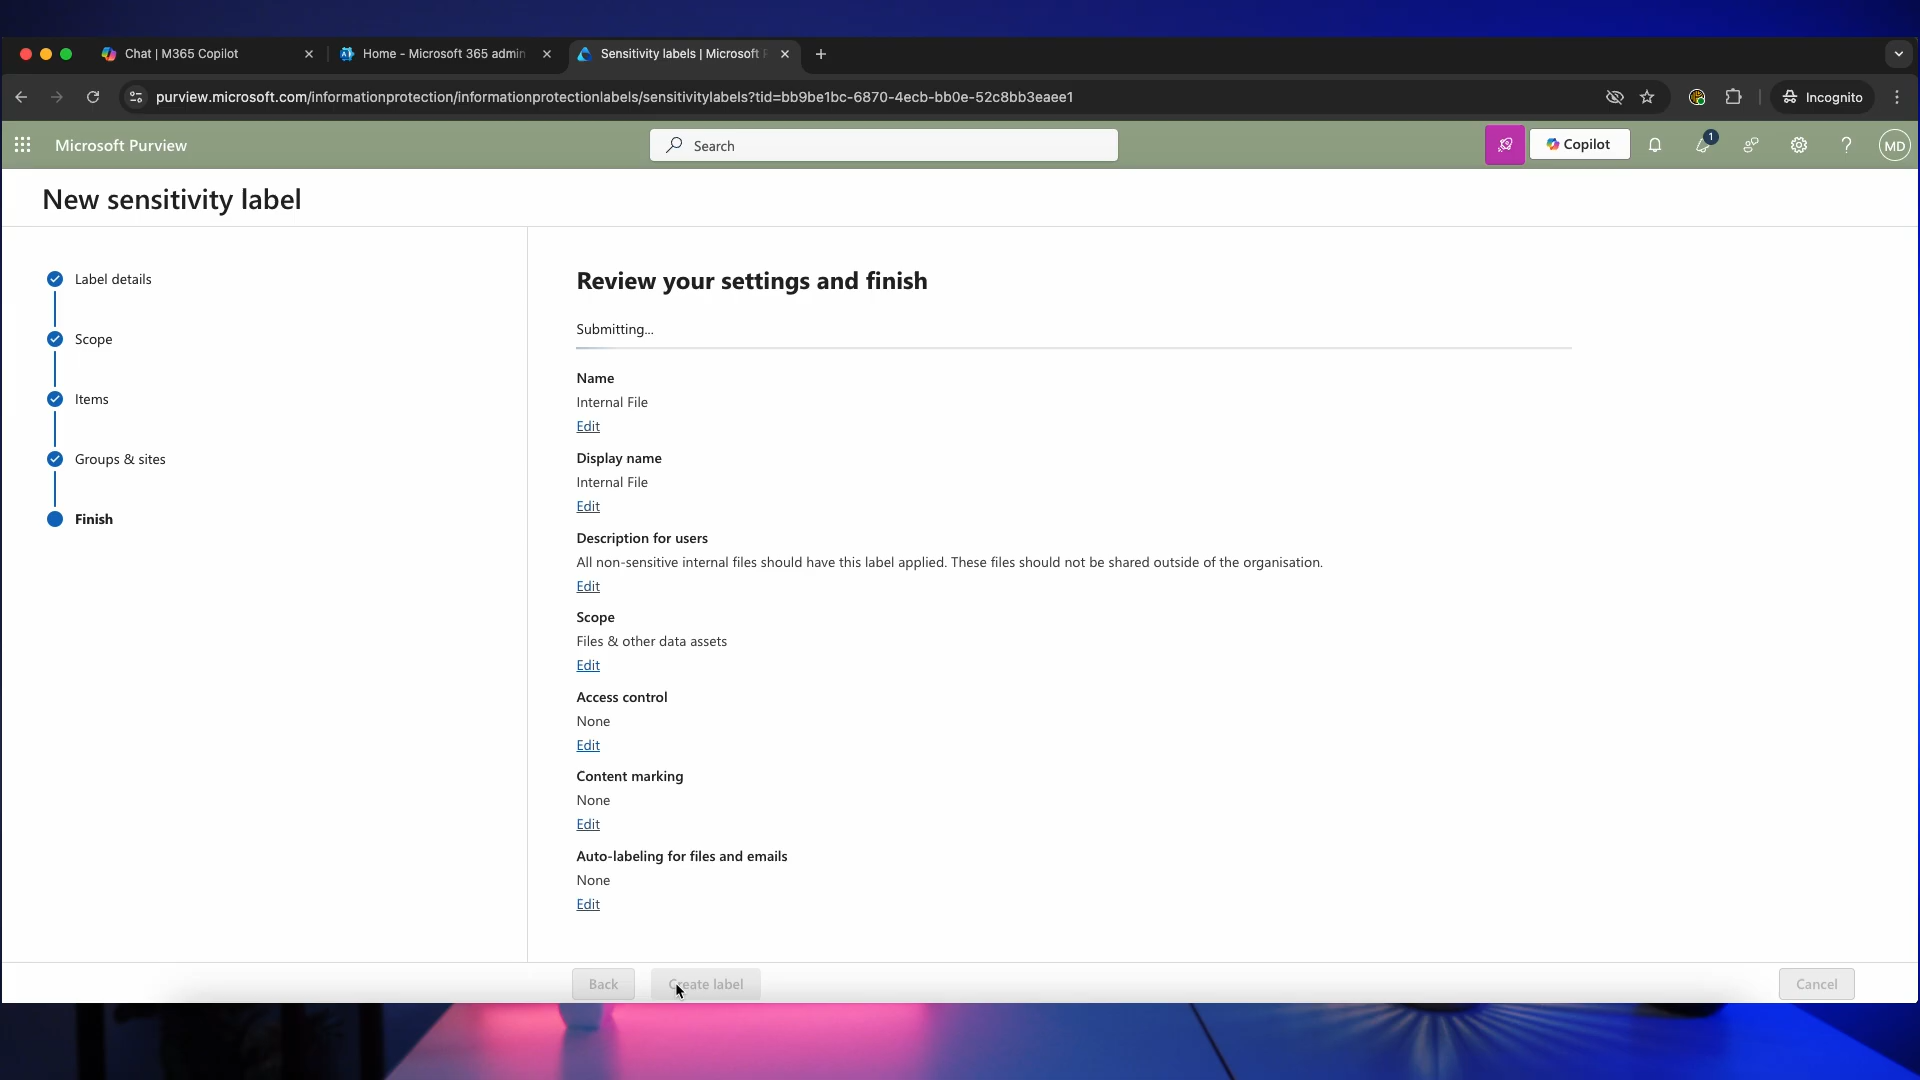 Chat | M365 Copilot
Home - Microsoft 365 admin
Sensitivity labels | Microsoft P
purview.microsoft.com/informationprotection/informationprotectionlabels/sensitivitylabels?tid=bb9be1bc-6870-4ecb-bb0e-52c8bb3eaee1
Incognito
Microsoft Purview
Search
Copilot
1
MD
New sensitivity label
Label details
Scope
Items
Groups & sites
Finish
Review your settings and finish
Submitting...
Name
Internal File
Edit
Display name
Internal File
Edit
Description for users
All non-sensitive internal files should have this label applied. These files should not be shared outside of the organisation.
Edit
Scope
Files & other data assets
Edit
Access control
None
Edit
Content marking
None
Edit
Auto-labeling for files and emails
None
Edit
Back
Create label
Cancel